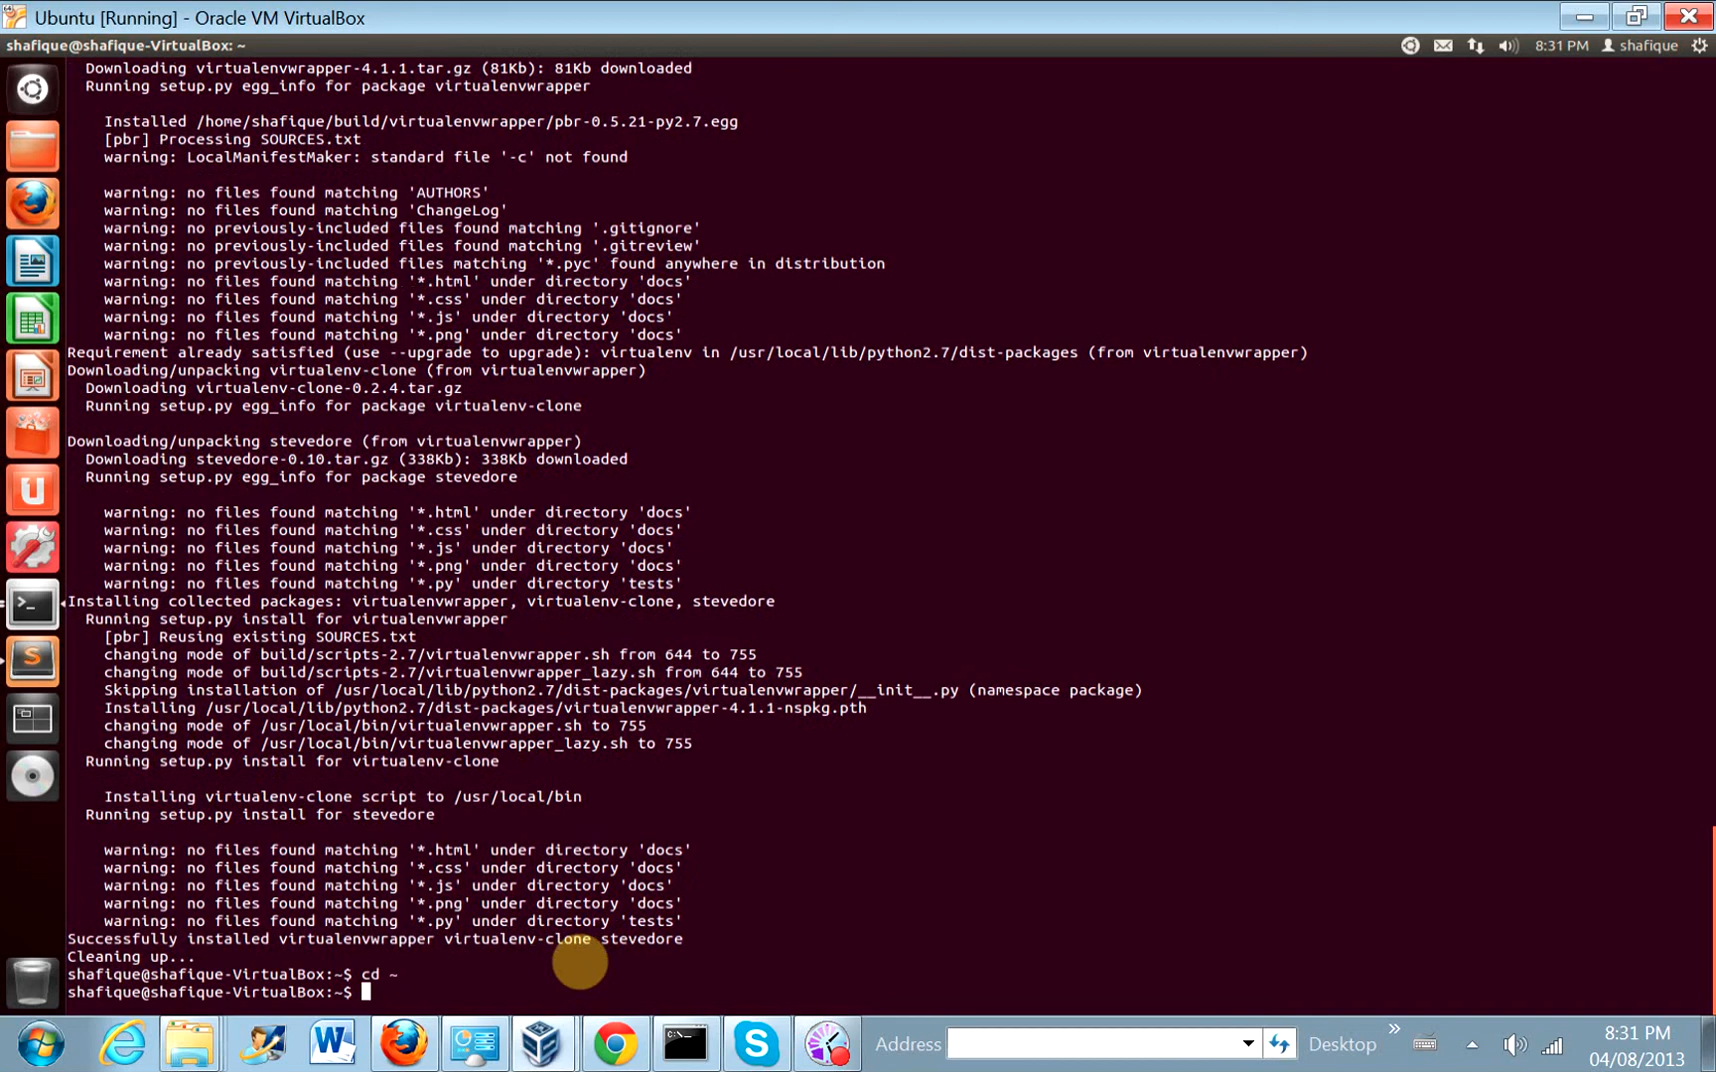 Ubuntu [Running] - Oracle VM VirtualBox
shafique@shafique-VirtualBox: ~
8:31 PM
shafique
Downloading virtualenvwrapper-4.1.1.tar.gz (81Kb): 81Kb downloaded
Running setup.py egg_info for package virtualenvwrapper
Installed /home/shafique/build/virtualenvwrapper/pbr-0.5.21-py2.7.egg
[pbr] Processing SOURCES.txt
warning: LocalManifestMaker: standard file '-c' not found
warning: no files found matching 'AUTHORS'
warning: no files found matching 'ChangeLog'
warning: no previously-included files found matching '.gitignore'
warning: no previously-included files found matching '.gitreview'
warning: no previously-included files matching '*.pyc' found anywhere in distribution
warning: no files found matching '*.html' under directory 'docs'
warning: no files found matching '*.css' under directory 'docs'
warning: no files found matching '*.js' under directory 'docs'
warning: no files found matching '*.png' under directory 'docs'
Requirement already satisfied (use --upgrade to upgrade): virtualenv in /usr/local/lib/python2.7/dist-packages (from virtualenvwrapper)
Downloading/unpacking virtualenv-clone (from virtualenvwrapper)
Downloading virtualenv-clone-0.2.4.tar.gz
Running setup.py egg_info for package virtualenv-clone
Downloading/unpacking stevedore (from virtualenvwrapper)
Downloading stevedore-0.10.tar.gz (338Kb): 338Kb downloaded
Running setup.py egg_info for package stevedore
warning: no files found matching '*.html' under directory 'docs'
warning: no files found matching '*.css' under directory 'docs'
warning: no files found matching '*.js' under directory 'docs'
warning: no files found matching '*.png' under directory 'docs'
warning: no files found matching '*.py' under directory 'tests'
Installing collected packages: virtualenvwrapper, virtualenv-clone, stevedore
Running setup.py install for virtualenvwrapper
[pbr] Reusing existing SOURCES.txt
changing mode of build/scripts-2.7/virtualenvwrapper.sh from 644 to 755
changing mode of build/scripts-2.7/virtualenvwrapper_lazy.sh from 644 to 755
Skipping installation of /usr/local/lib/python2.7/dist-packages/virtualenvwrapper/__init__.py (namespace package)
Installing /usr/local/lib/python2.7/dist-packages/virtualenvwrapper-4.1.1-nspkg.pth
changing mode of /usr/local/bin/virtualenvwrapper.sh to 755
changing mode of /usr/local/bin/virtualenvwrapper_lazy.sh to 755
Running setup.py install for virtualenv-clone
Installing virtualenv-clone script to /usr/local/bin
Running setup.py install for stevedore
warning: no files found matching '*.html' under directory 'docs'
warning: no files found matching '*.css' under directory 'docs'
warning: no files found matching '*.js' under directory 'docs'
warning: no files found matching '*.png' under directory 'docs'
warning: no files found matching '*.py' under directory 'tests'
Successfully installed virtualenvwrapper virtualenv-clone stevedore
Cleaning up...
shafique@shafique-VirtualBox:~$ cd ~
shafique@shafique-VirtualBox:~$
Address
Desktop
8:31 PM
04/08/2013